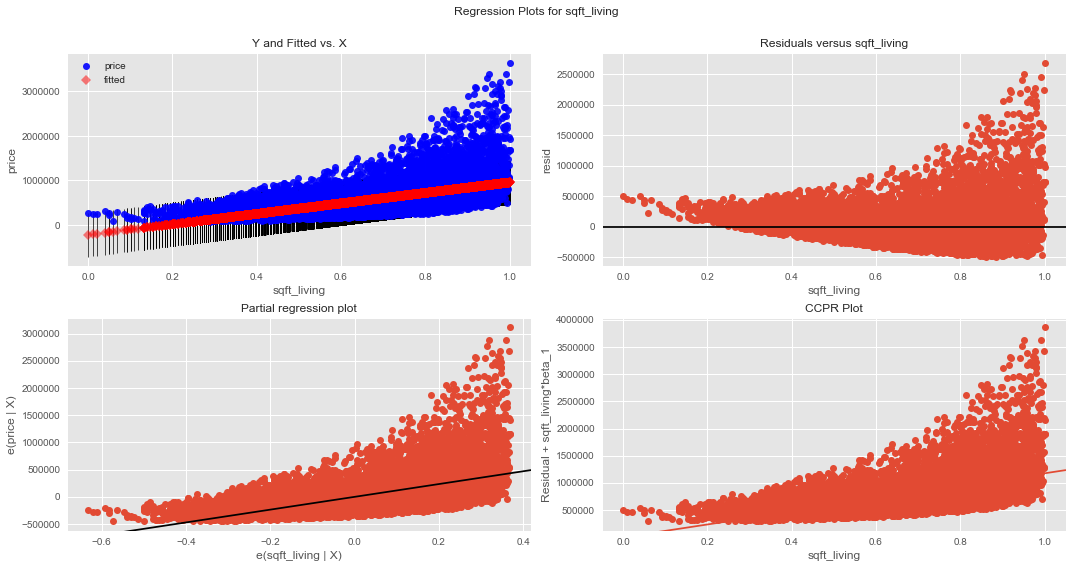 Regression Plots for sqft_living
Y and Fitted vs. X
price
fitted
3000000
2000000
1000000
0
price
0.0 0.2 0.4 0.6 0.8 1.0
sqft_living
Residuals versus sqft_living
2500000
2000000
1500000
1000000
500000
0
−500000
resid
0.0 0.2 0.4 0.6 0.8 1.0
sqft_living
Partial regression plot
3000000
2500000
2000000
1500000
1000000
500000
0
−500000
e(price | X)
−0.6 −0.4 −0.2 0.0 0.2 0.4
e(sqft_living | X)
CCPR Plot
4000000
3500000
3000000
2500000
2000000
1500000
1000000
500000
Residual + sqft_living*beta_1
0.0 0.2 0.4 0.6 0.8 1.0
sqft_living